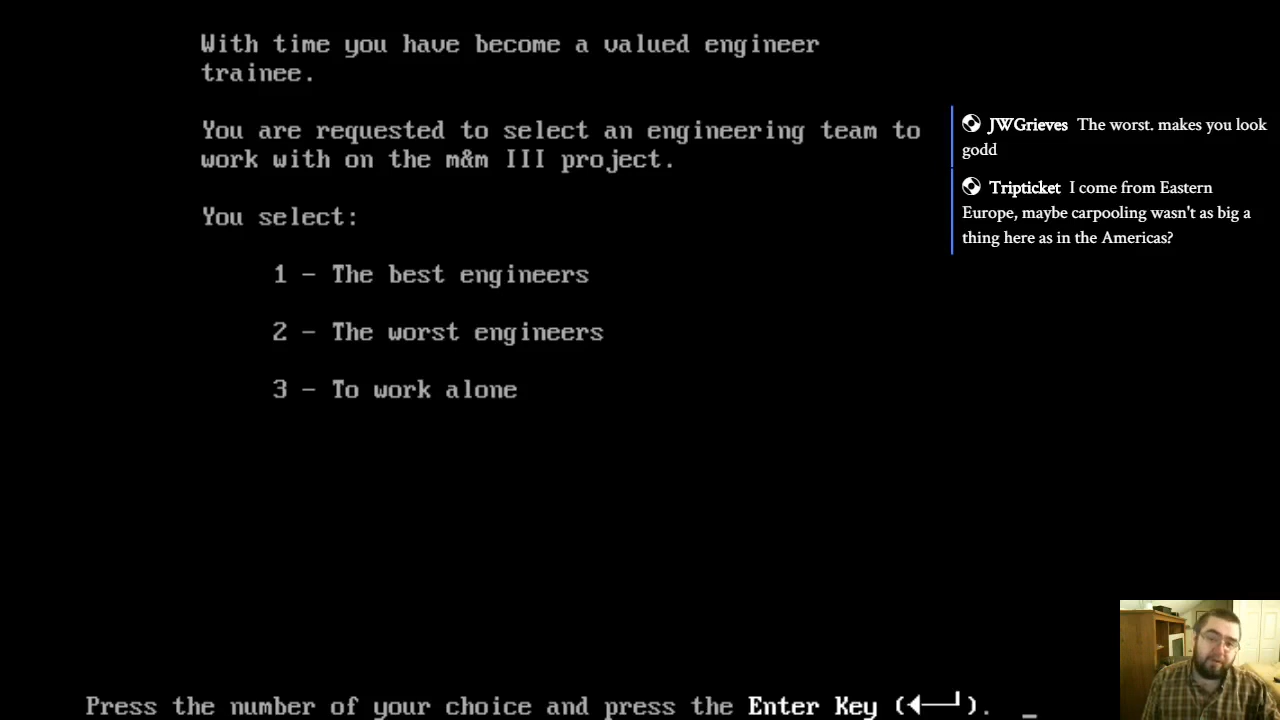 With time you have become a valued engineer
trainee.
You are requested to select an engineering team to
work with on the m&m III project.
You select:
1 - The best engineers
2 - The worst engineers
3 - To work alone
Press the number of your choice and press the Enter Key (◄──┘). _
JWGrieves The worst. makes you look
godd
Tripticket I come from Eastern
Europe, maybe carpooling wasn't as big a
thing here as in the Americas?